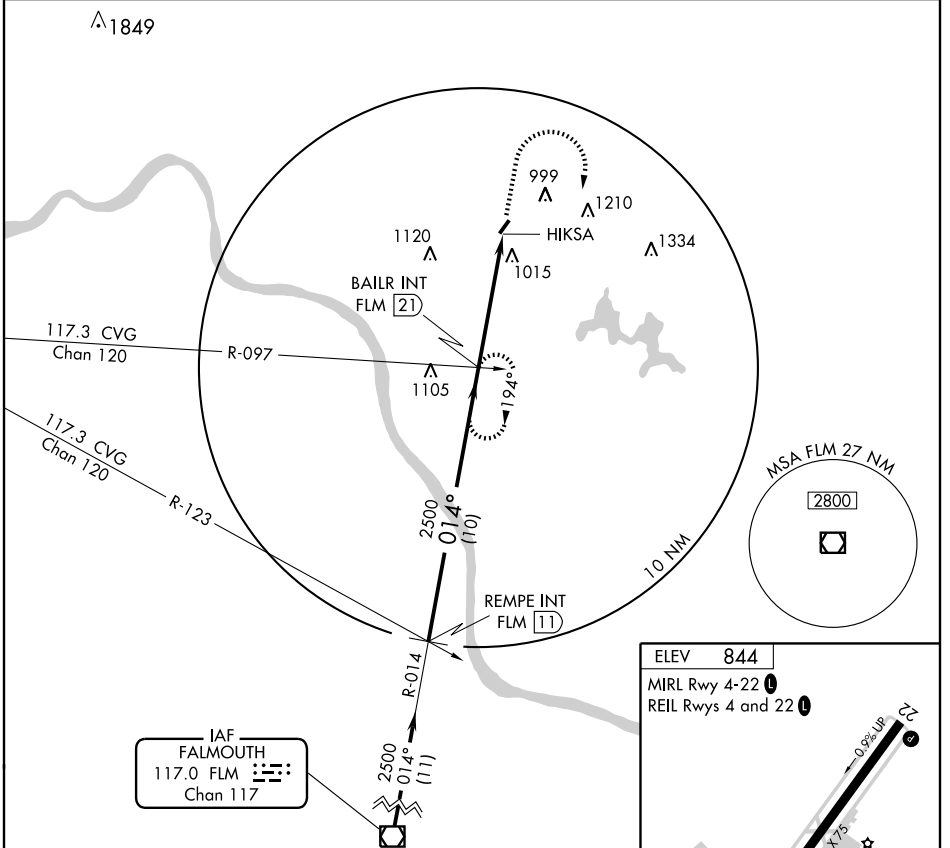 1849
999
1210
HIKSA
1120
1334
1015
BAILR INT
FLM 21
117.3 CVG
Chan 120
R-097
1105
194°
117.3 CVG
Chan 120
R-123
MSA FLM 27 NM
2800
2500
014°
(10)
10 NM
REMPE INT
FLM 11
R-014
ELEV 844
MIRL Rwy 4-22 L
REIL Rwys 4 and 22 L
22
P
0.9% UP
X 75
IAF
FALMOUTH
117.0 FLM
Chan 117
2500
014°
(11)